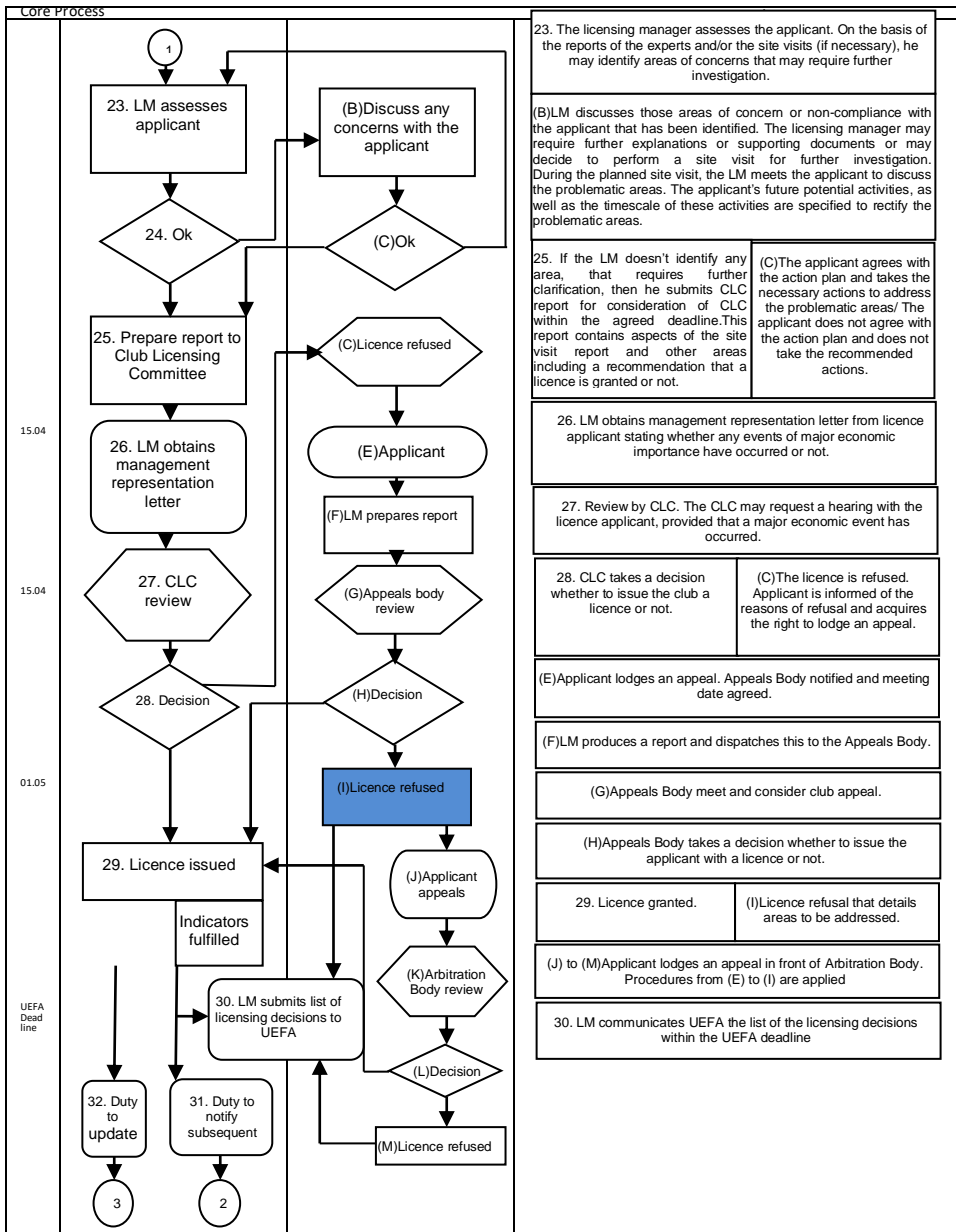 Core Process
1
23. LM assesses
applicant
(B)Discuss any
concerns with the
applicant
24. Ok
(C)Ok
25. Prepare report to
Club Licensing
Committee
(C)Licence refused
15.04
26. LM obtains
management
representation
letter
(E)Applicant
(F)LM prepares report
15.04
27. CLC
review
(G)Appeals body
review
28. Decision
(H)Decision
01.05
(I)Licence refused
29. Licence issued
(J)Applicant
appeals
Indicators
fulfilled
(K)Arbitration
Body review
UEFA
Dead
line
30. LM submits list of
licensing decisions to
UEFA
(L)Decision
32. Duty
to
update
31. Duty to
notify
subsequent
(M)Licence refused
3
2
23. The licensing manager assesses the applicant. On the basis
of the reports of the experts and/or the site visits (if necessary), he
may identify areas of concerns that may require further
investigation.
(B)LM discusses those areas of concern or non-compliance with
the applicant that has been identified. The licensing manager may
require further explanations or supporting documents or may
decide to perform a site visit for further investigation.
During the planned site visit, the LM meets the applicant to discuss
the problematic areas. The applicant's future potential activities, as
well as the timescale of these activities are specified to rectify the
problematic areas.
25. If the LM doesn't identify any
area, that requires further
clarification, then he submits CLC
report for consideration of CLC
within the agreed deadline.This
report contains aspects of the site
visit report and other areas
including a recommendation that a
licence is granted or not.
(C)The applicant agrees with
the action plan and takes the
necessary actions to address
the problematic areas/ The
applicant does not agree with
the action plan and does not
take the recommended
actions.
26. LM obtains management representation letter from licence
applicant stating whether any events of major economic
importance have occurred or not.
27. Review by CLC. The CLC may request a hearing with the
licence applicant, provided that a major economic event has
occurred.
28. CLC takes a decision
whether to issue the club a
licence or not.
(C)The licence is refused.
Applicant is informed of the
reasons of refusal and acquires
the right to lodge an appeal.
(E)Applicant lodges an appeal. Appeals Body notified and meeting
date agreed.
(F)LM produces a report and dispatches this to the Appeals Body.
(G)Appeals Body meet and consider club appeal.
(H)Appeals Body takes a decision whether to issue the
applicant with a licence or not.
29. Licence granted.
(I)Licence refusal that details
areas to be addressed.
(J) to (M)Applicant lodges an appeal in front of Arbitration Body.
Procedures from (E) to (I) are applied
30. LM communicates UEFA the list of the licensing decisions
within the UEFA deadline